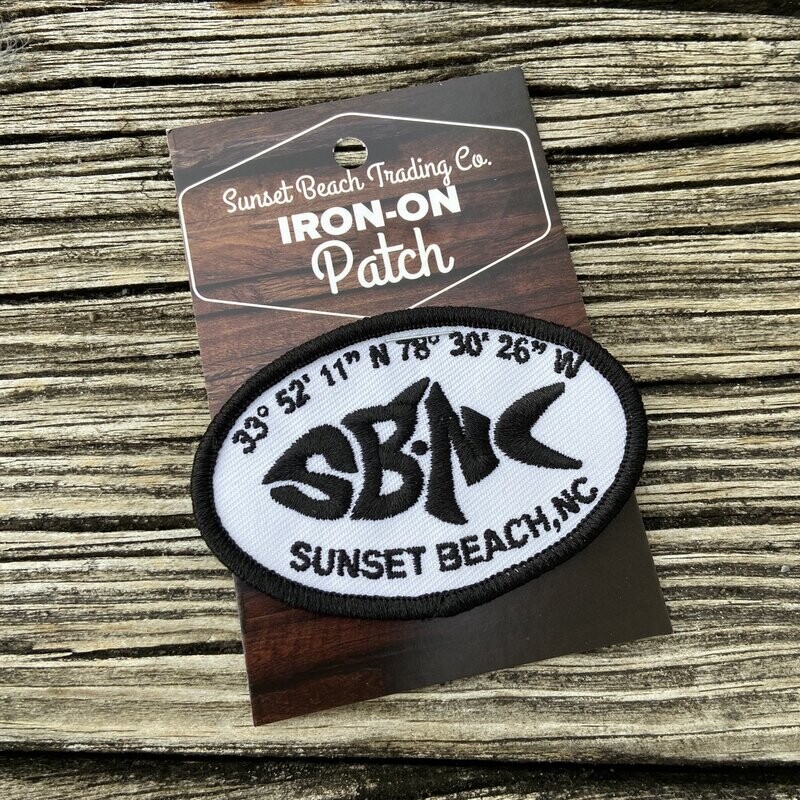 Sunset Beach Trading Co.
IRON-ON
Patch
33° 52' 11" N 78° 30' 26" W
SB·NC
SUNSET BEACH,NC